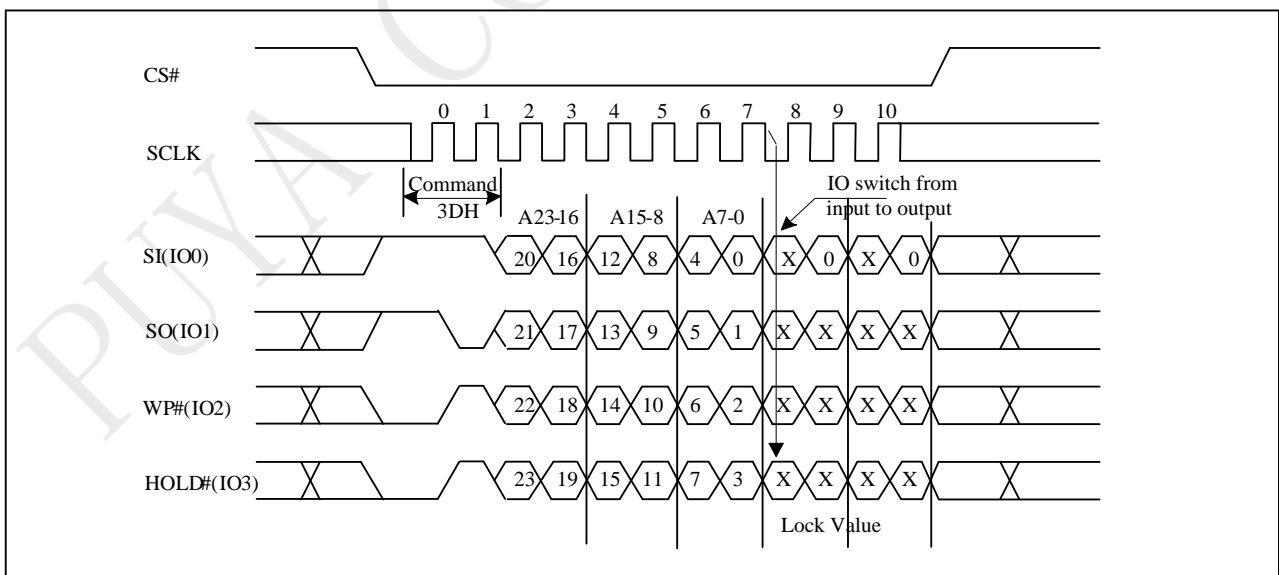 PUYA CO
CS#
0 1 2 3 4 5 6 7 8 9 10
SCLK
Command
3DH
IO switch from
input to output
A23-16 A15-8 A7-0
SI(IO0) 20 16 12 8 4 0 X 0 X 0
SO(IO1) 21 17 13 9 5 1 X X X X
WP#(IO2) 22 18 14 10 6 2 X X X X
HOLD#(IO3) 23 19 15 11 7 3 X X X X
Lock Value